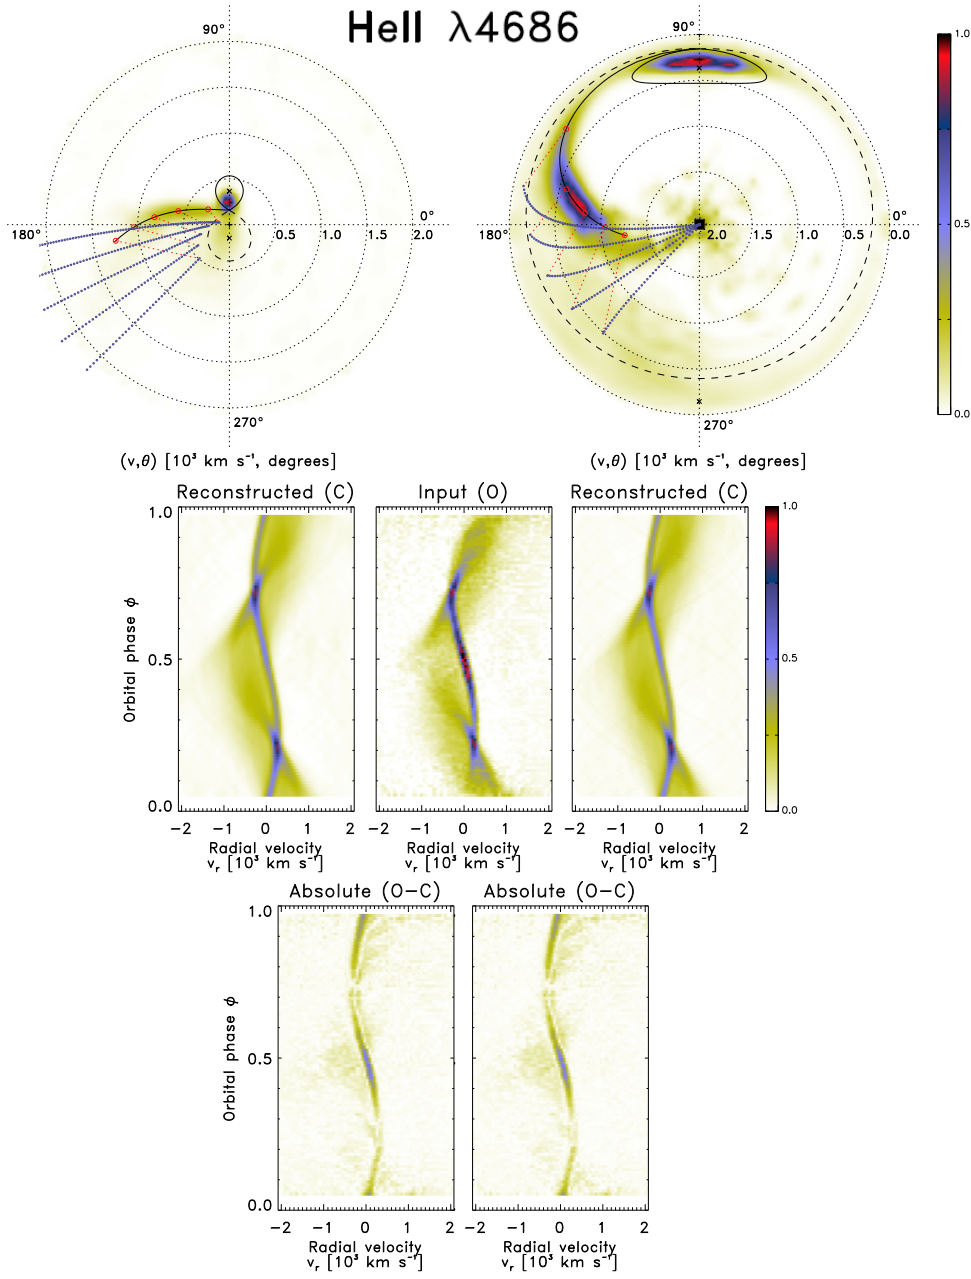 HeII λ4686
90°
90°
1.0
0°
0°
180°
0.5
1.0
1.5
2.0
180°
2.0
1.5
1.0
0.5
0.0
0.5
270°
270°
0.0
(v,θ) [10³ km s⁻¹, degrees]
(v,θ) [10³ km s⁻¹, degrees]
Reconstructed (C)
Input (O)
Reconstructed (C)
1.0
0.5
0.0
Orbital phase ϕ
1.0
0.5
0.0
−2 −1 0 1 2
−2 −1 0 1 2
−2 −1 0 1 2
Radial velocity
v_r [10³ km s⁻¹]
Radial velocity
v_r [10³ km s⁻¹]
Radial velocity
v_r [10³ km s⁻¹]
Absolute (O−C)
Absolute (O−C)
1.0
0.5
0.0
Orbital phase ϕ
−2 −1 0 1 2
−2 −1 0 1 2
Radial velocity
v_r [10³ km s⁻¹]
Radial velocity
v_r [10³ km s⁻¹]